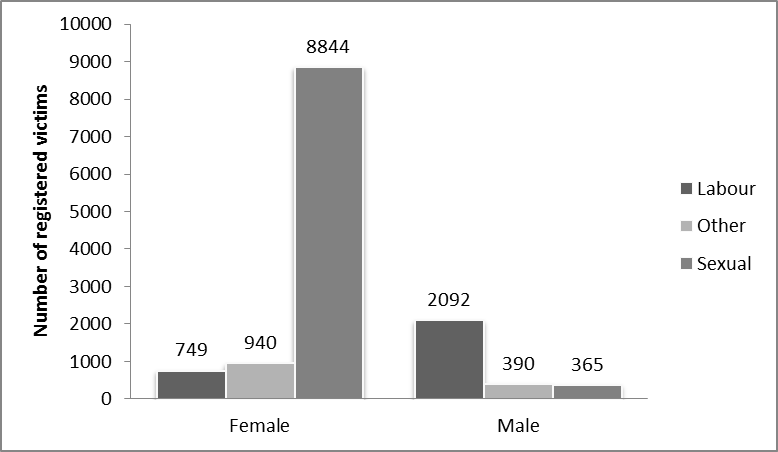 Number of registered victims
10000
9000
8000
7000
6000
5000
4000
3000
2000
1000
0
749
940
8844
2092
390
365
Female
Male
Labour
Other
Sexual